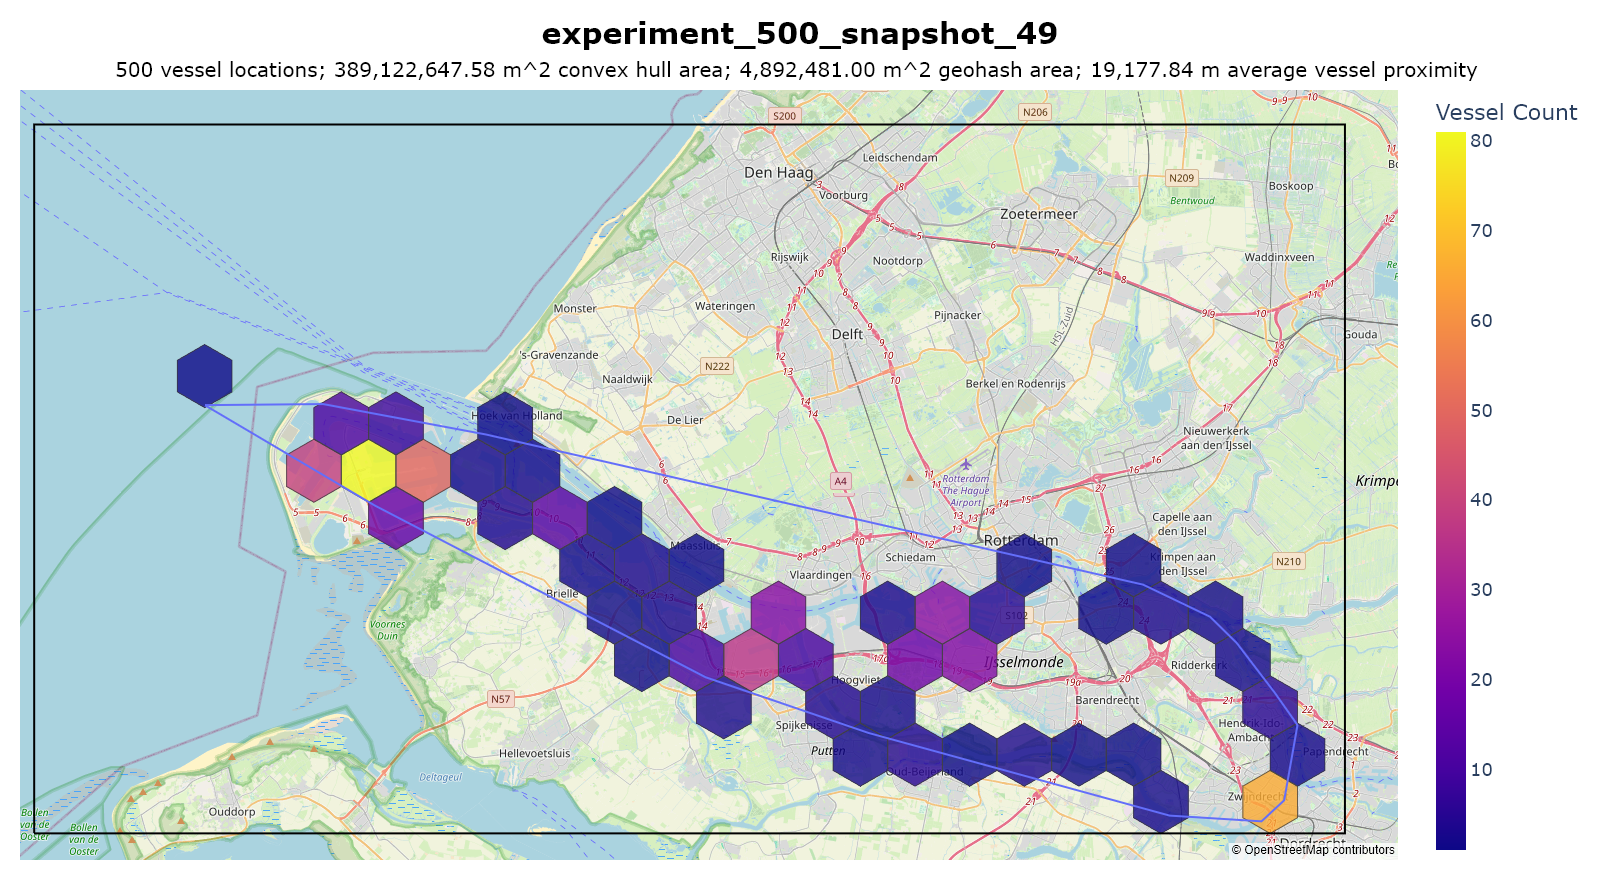 experiment_500_snapshot_49
500 vessel locations; 389,122,647.58 m^2 convex hull area; 4,892,481.00 m^2 geohash area; 19,177.84 m average vessel proximity
Vessel Count
80
70
60
50
40
30
20
10
S200
N206
Leidschendam
Den Haag
Voorburg
N209
Boskoop
Bentwoud
Zoetermeer
Rijswijk
Nootdorp
Waddinxveen
Monster
Wateringen
Pijnacker
HSL-Zuid
Delft
Gouda
's-Gravenzande
N222
Naaldwijk
Berkel en Rodenrijs
Hoek van Holland
De Lier
Nieuwerkerk
aan den IJssel
A4
Rotterdam
The Hague
Airport
Krimpe
Capelle aan
den IJssel
Rotterdam
Maassluis
Schiedam
Krimpen aan
den IJssel
N210
Vlaardingen
Brielle
S102
Voornes
Duin
IJsselmonde
Ridderkerk
Hoogvliet
N57
Barendrecht
Spijkenisse
Hendrik-Ido-
Ambacht
Putten
Papendrecht
Hellevoetsluis
Oud-Beijerland
Deltageul
Zwijndrecht
Ouddorp
Bollen
van de
Ooster
Bollen
van de
Ooster
Dordrecht
© OpenStreetMap contributors